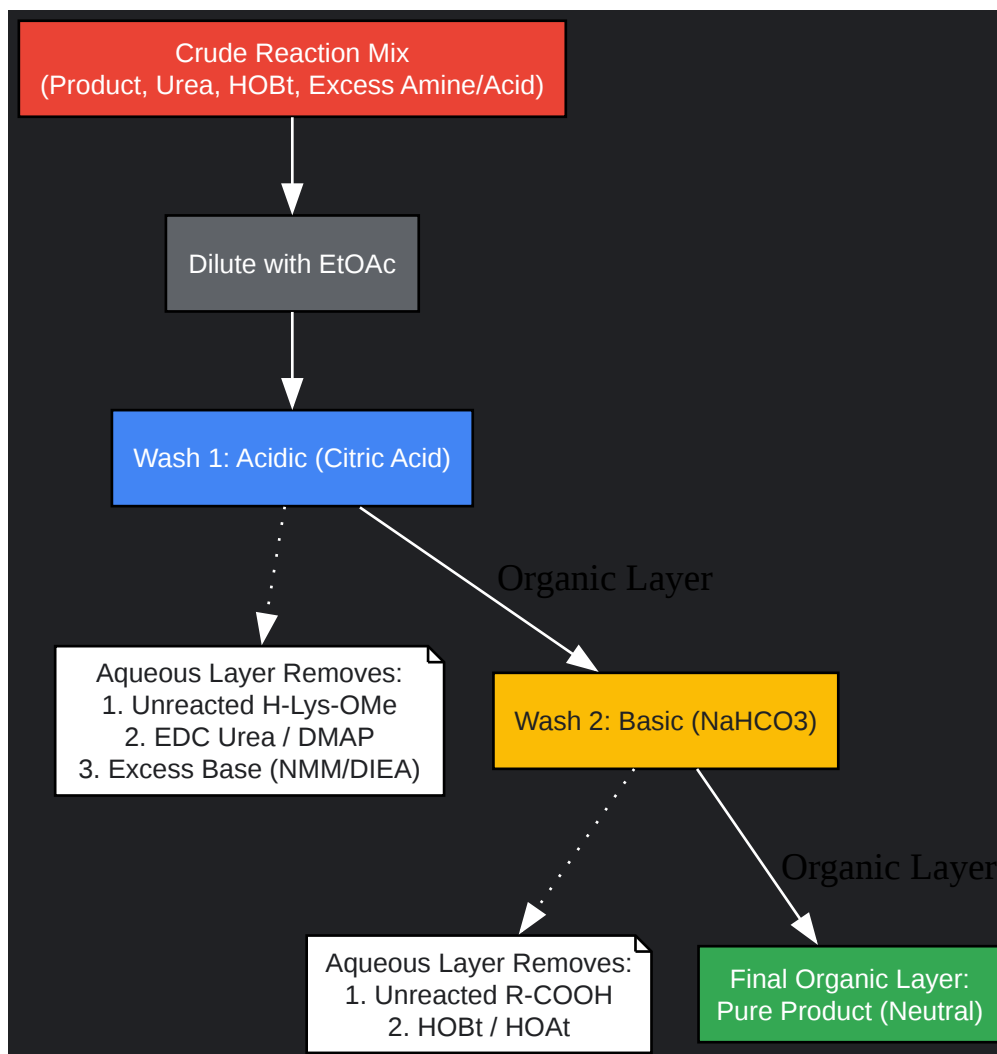 Crude Reaction Mix
(Product, Urea, HOBt, Excess Amine/Acid)
Dilute with EtOAc
Wash 1: Acidic (Citric Acid)
Organic Layer
Aqueous Layer Removes:
1. Unreacted H-Lys-OMe
2. EDC Urea / DMAP
3. Excess Base (NMM/DIEA)
Wash 2: Basic (NaHCO3)
Organic Layer
Aqueous Layer Removes:
1. Unreacted R-COOH
2. HOBt / HOAt
Final Organic Layer:
Pure Product (Neutral)